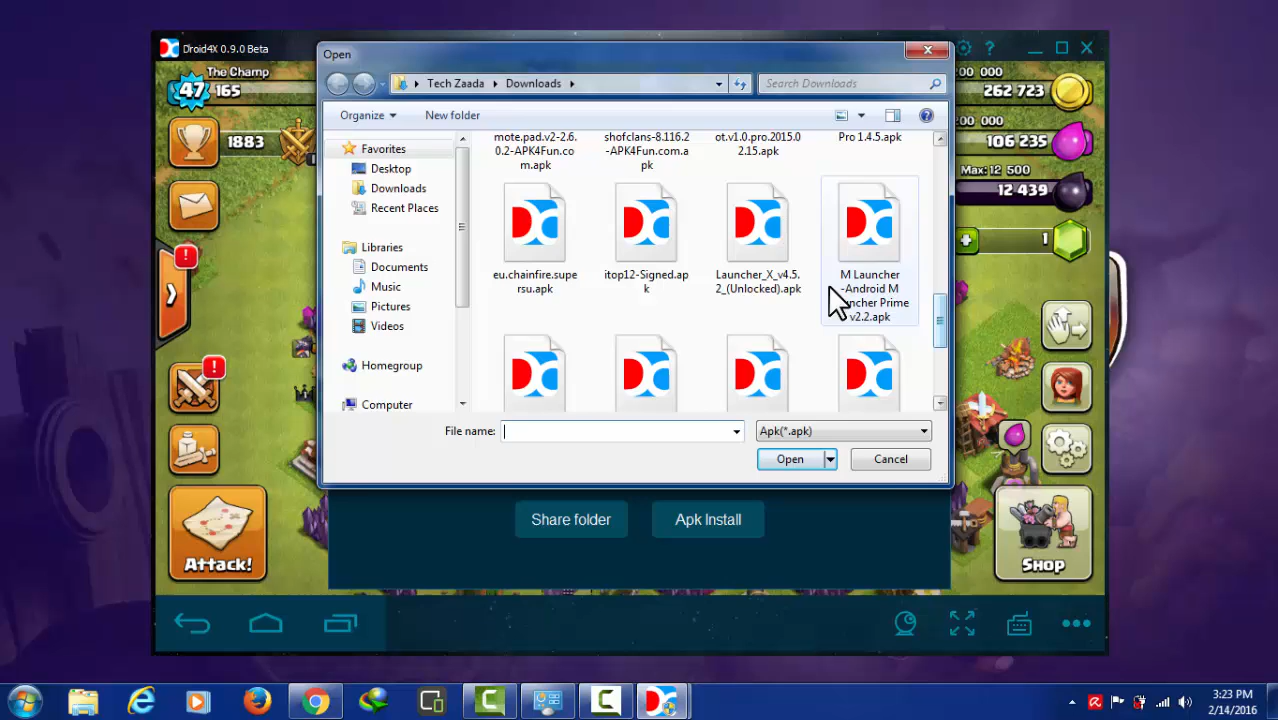 Droid4X 0.9.0 Beta
The Champ
47 165
1883
Open
Tech Zaada
Downloads
Search Downloads
Organize
New folder
Favorites
Desktop
Downloads
Recent Places
Libraries
Documents
Music
Pictures
Videos
Homegroup
Computer
mote.pad.v2-2.6.
0.2-APK4Fun.co
m.apk
shofclans-8.116.2
-APK4Fun.com.a
pk
ot.v1.0.pro.2015.0
2.15.apk
Pro 1.4.5.apk
eu.chainfire.supe
rsu.apk
itop12-Signed.ap
k
Launcher_X_v4.5.
2_(Unlocked).apk
M Launcher
-Android M
ncher Prime
v2.2.apk
File name:
Apk(*.apk)
Open
Cancel
200 000
262 723
000
106 235
Max: 12 500
12 439
1
Share folder
Apk Install
Attack!
Shop
3:23 PM
2/14/2016